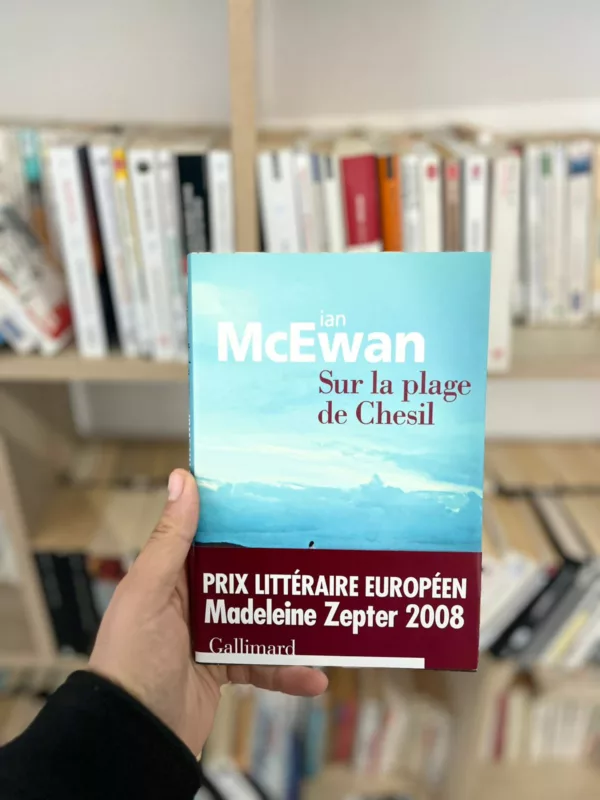 ian
McEwan
Sur la plage
de Chesil
PRIX LITTÉRAIRE EUROPÉEN
Madeleine Zepter 2008
Gallimard